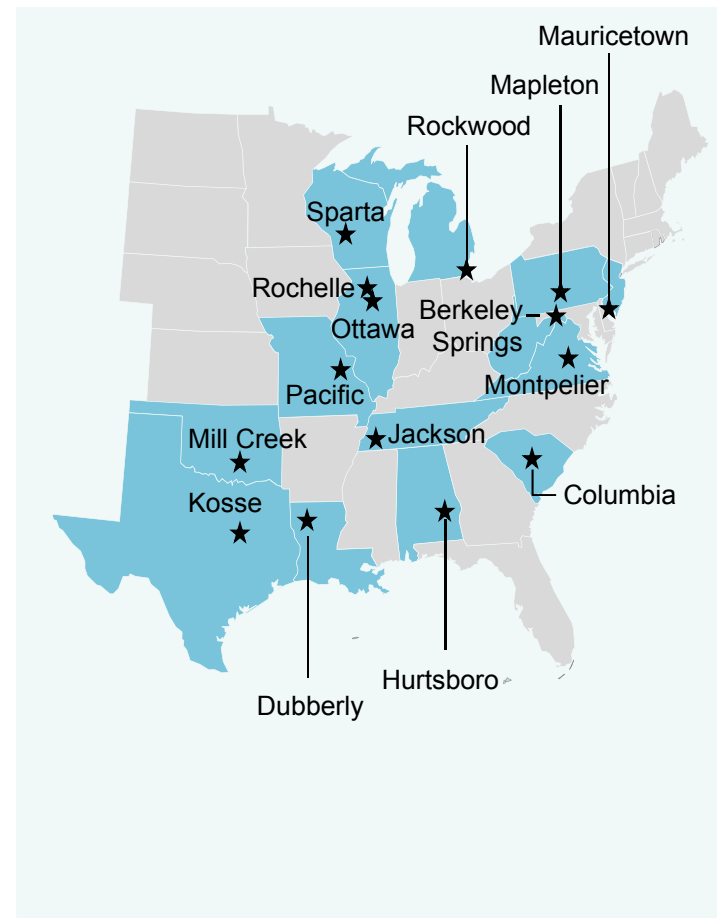 Mauricetown
Mapleton
Rockwood
Sparta
Rochelle
Ottawa
Berkeley
Springs
Pacific
Montpelier
Mill Creek
Jackson
Kosse
Columbia
Hurtsboro
Dubberly